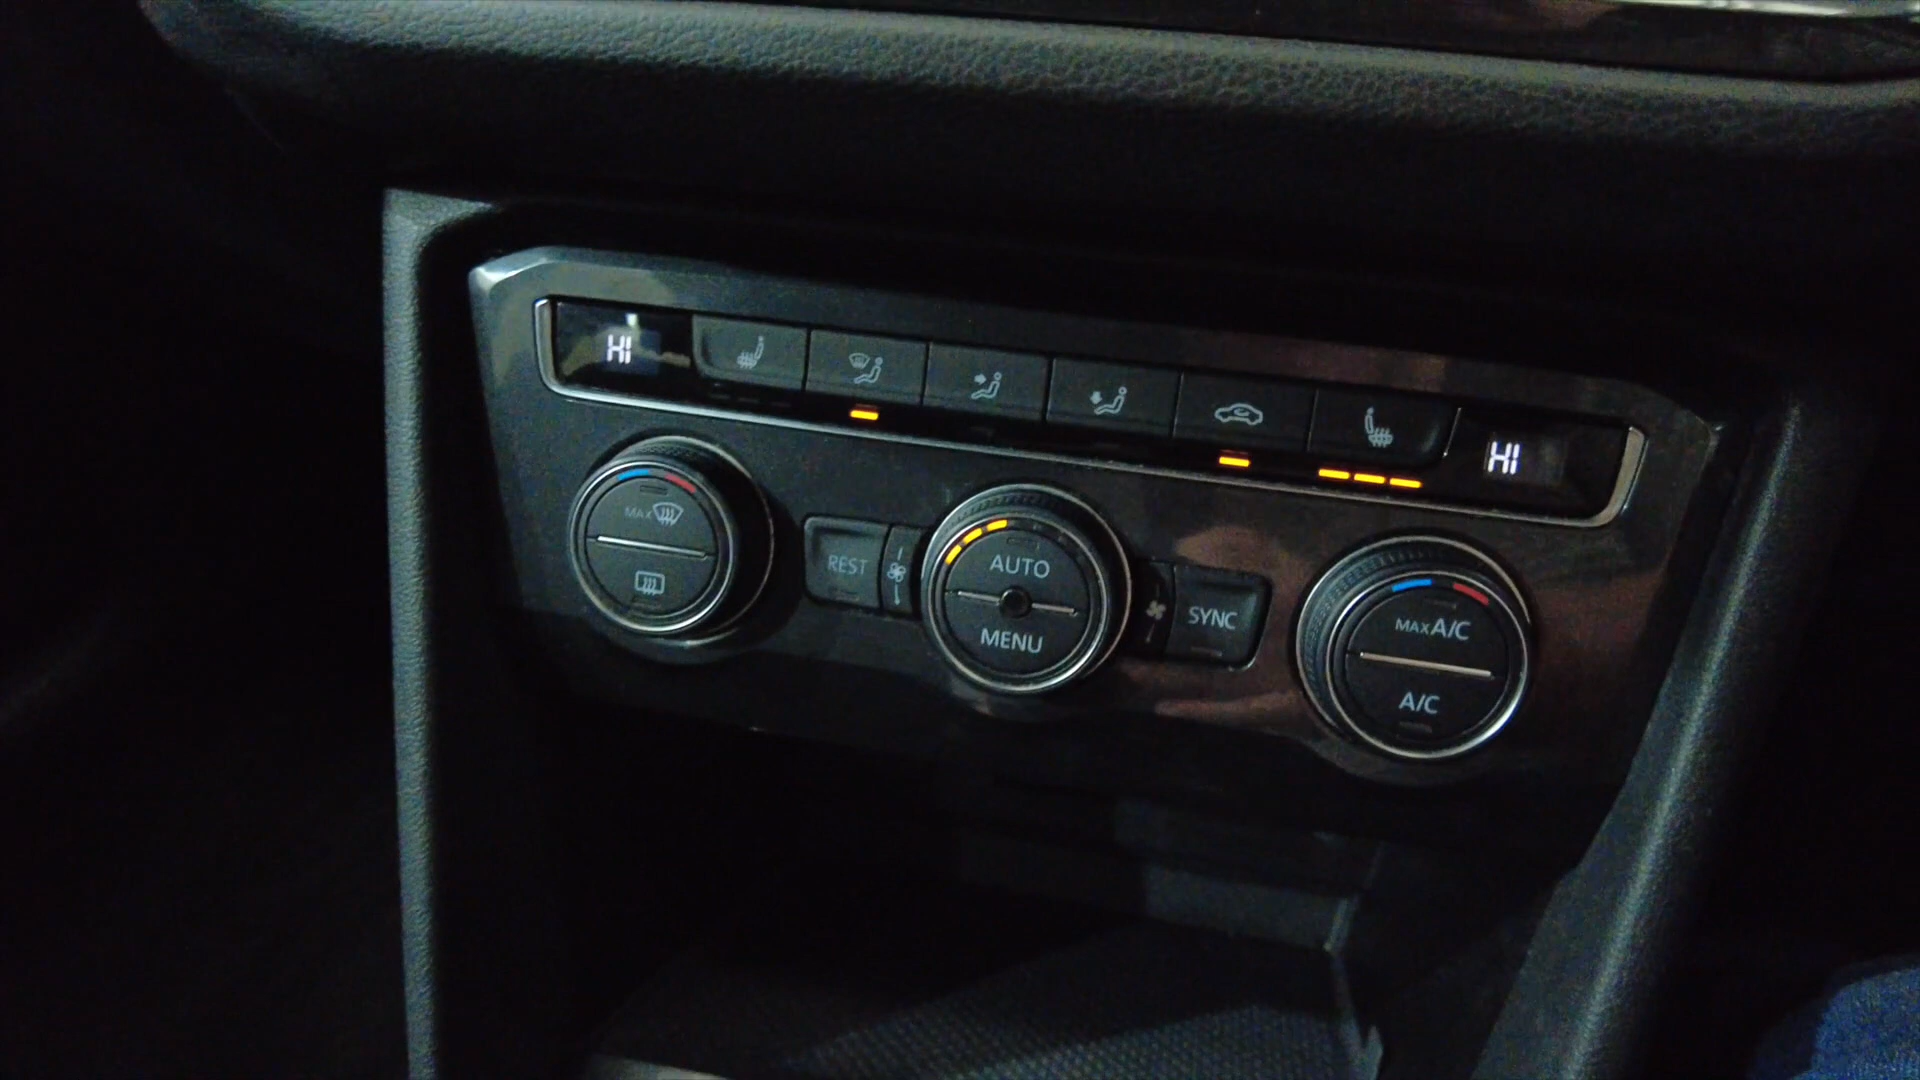 HI
HI
MAX
REST
AUTO
MENU
SYNC
MAX A/C
A/C